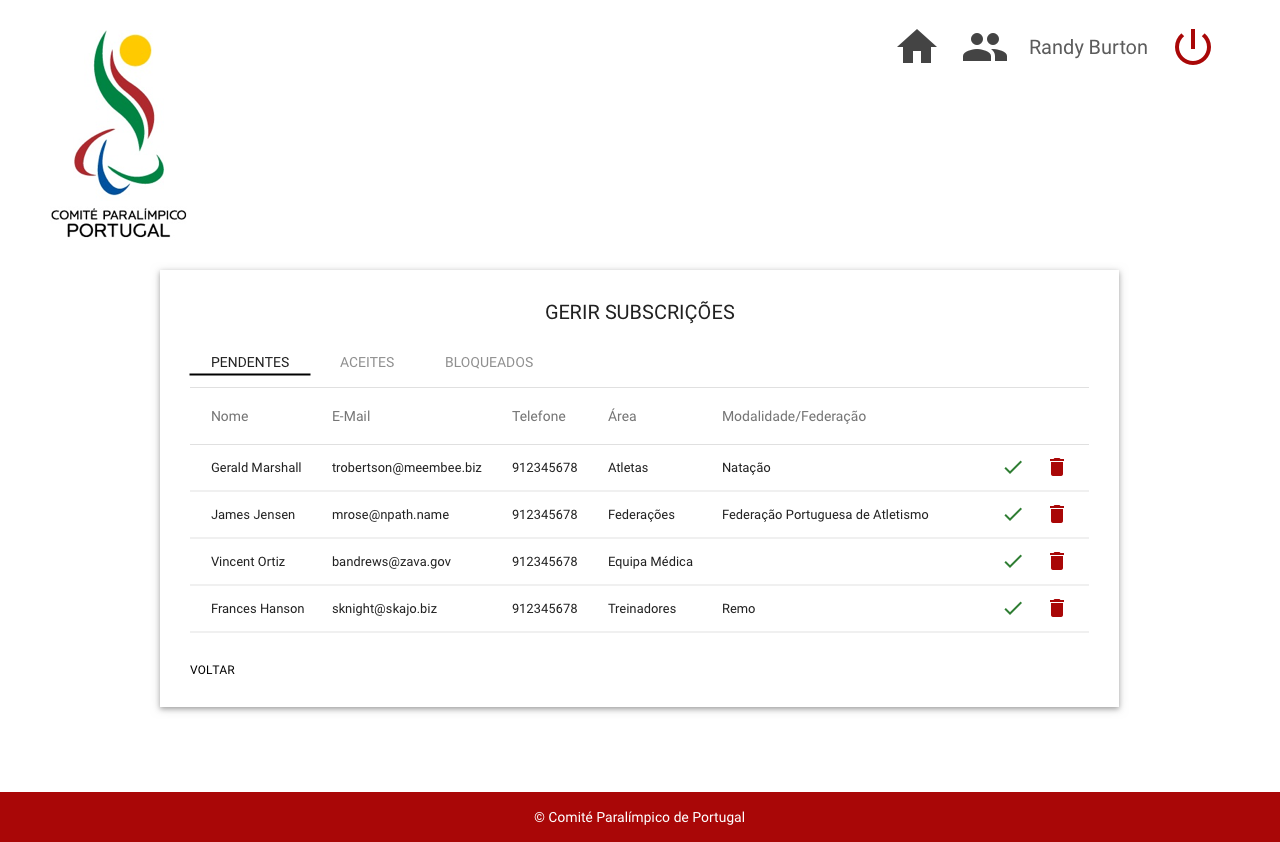 COMITÉ PARALÍMPICO
PORTUGAL
Randy Burton
GERIR SUBSCRIÇÕES
PENDENTES ACEITES BLOQUEADOS
Nome E-Mail Telefone Área Modalidade/Federação
Gerald Marshall trobertson@meembee.biz 912345678 Atletas Natação
James Jensen mrose@npath.name 912345678 Federações Federação Portuguesa de Atletismo
Vincent Ortiz bandrews@zava.gov 912345678 Equipa Médica
Frances Hanson sknight@skajo.biz 912345678 Treinadores Remo
VOLTAR
© Comité Paralímpico de Portugal